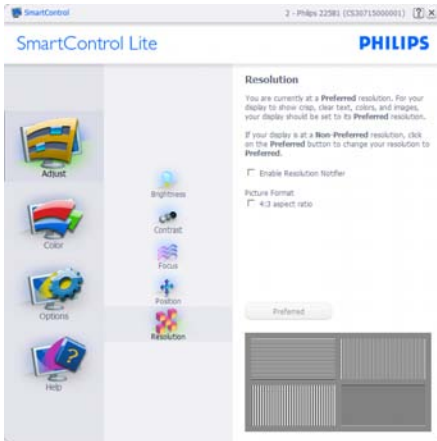 SmartControl
2 - Philips 225B1 (CS30715000001)
SmartControl Lite
PHILIPS
Adjust
Color
Options
Help
Brightness
Contrast
Focus
Position
Resolution
Resolution
You are currently at a Preferred resolution. For your
display to show crisp, clear text, colors, and images,
your display should be set to its Preferred resolution.
If your display is at a Non-Preferred resolution, click
on the Preferred button to change your resolution to
Preferred.
Enable Resolution Notifier
Picture Format
4:3 aspect ratio
Preferred